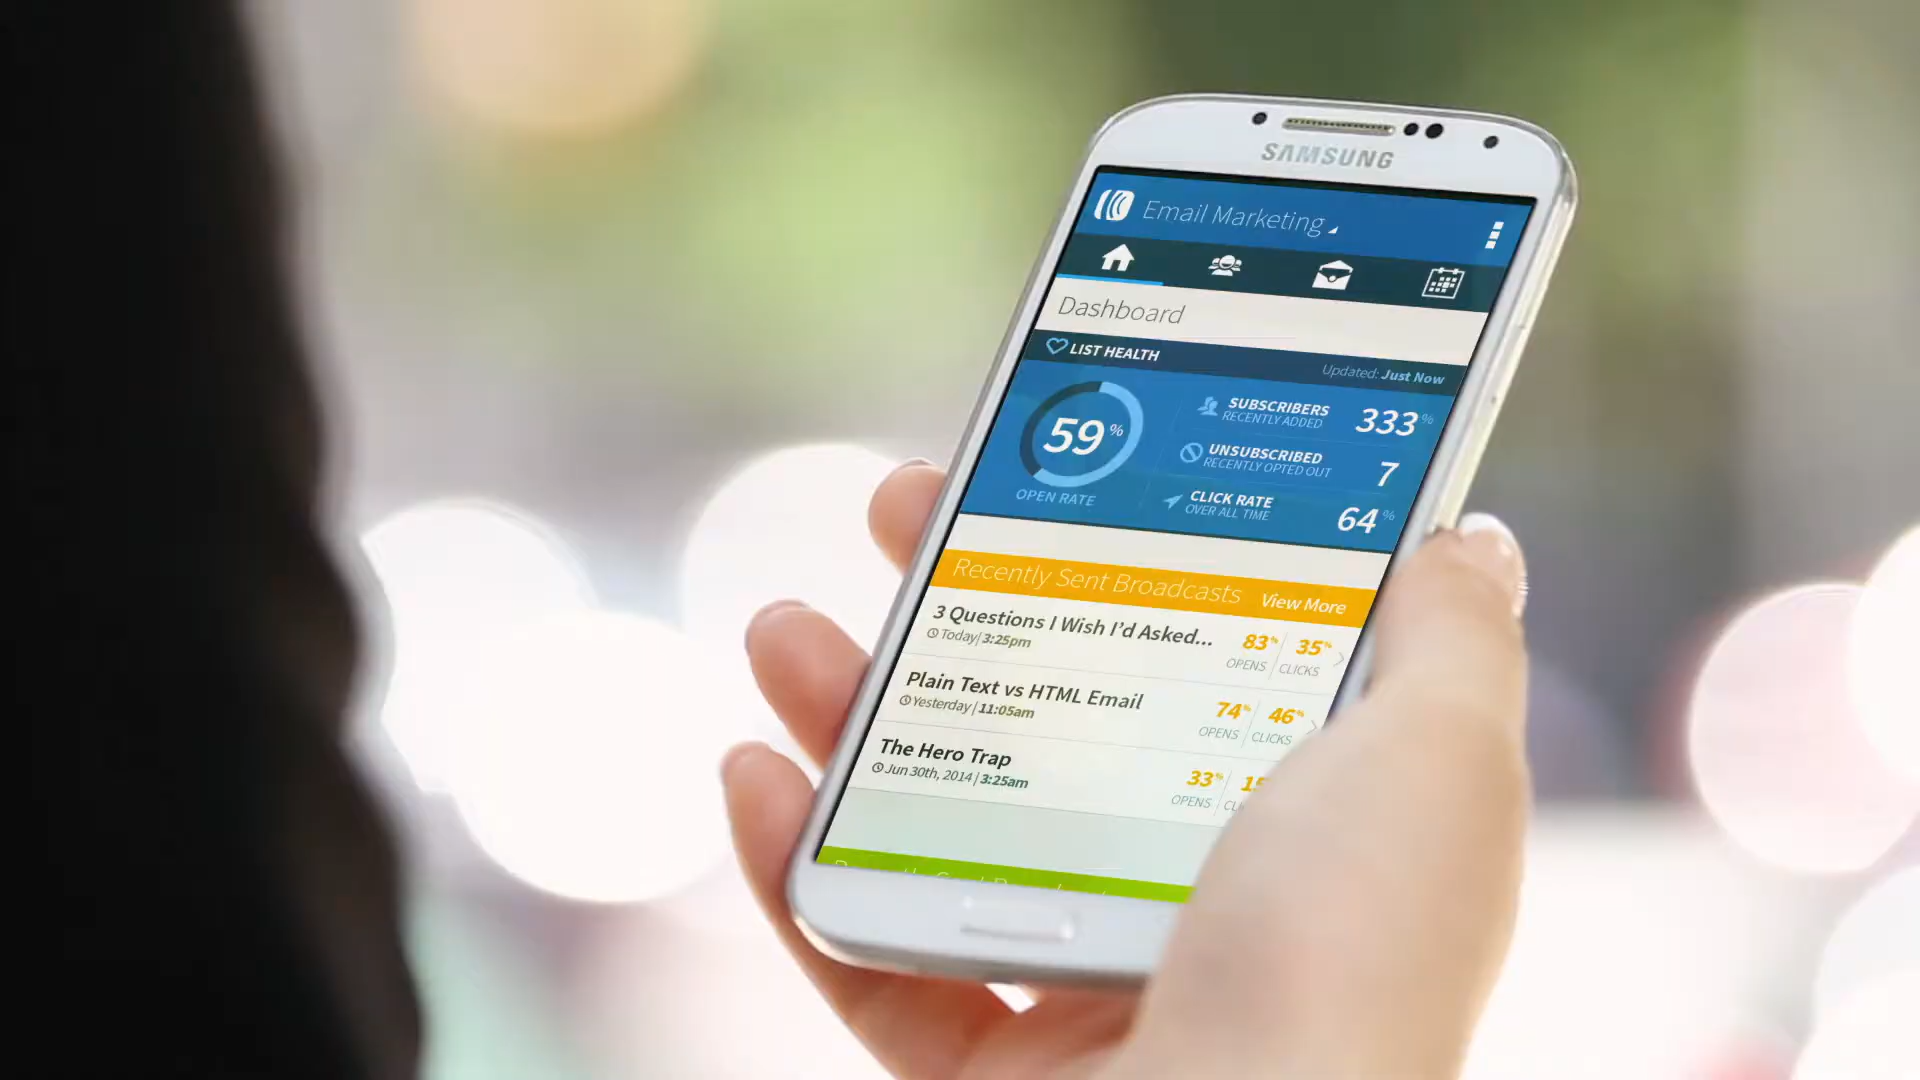 SAMSUNG
Email Marketing
Dashboard
LIST HEALTH
Updated: Just Now
59%
OPEN RATE
SUBSCRIBERS
RECENTLY ADDED
333%
UNSUBSCRIBED
RECENTLY OPTED OUT
7
CLICK RATE
OVER ALL TIME
64%
Recently Sent Broadcasts View More
3 Questions I Wish I'd Asked...
Today | 3:25pm
83% 35%
OPENS CLICKS
Plain Text vs HTML Email
Yesterday | 11:05am
74% 46%
OPENS CLICKS
The Hero Trap
Jun 30th, 2014 | 3:25am
33% 15
OPENS